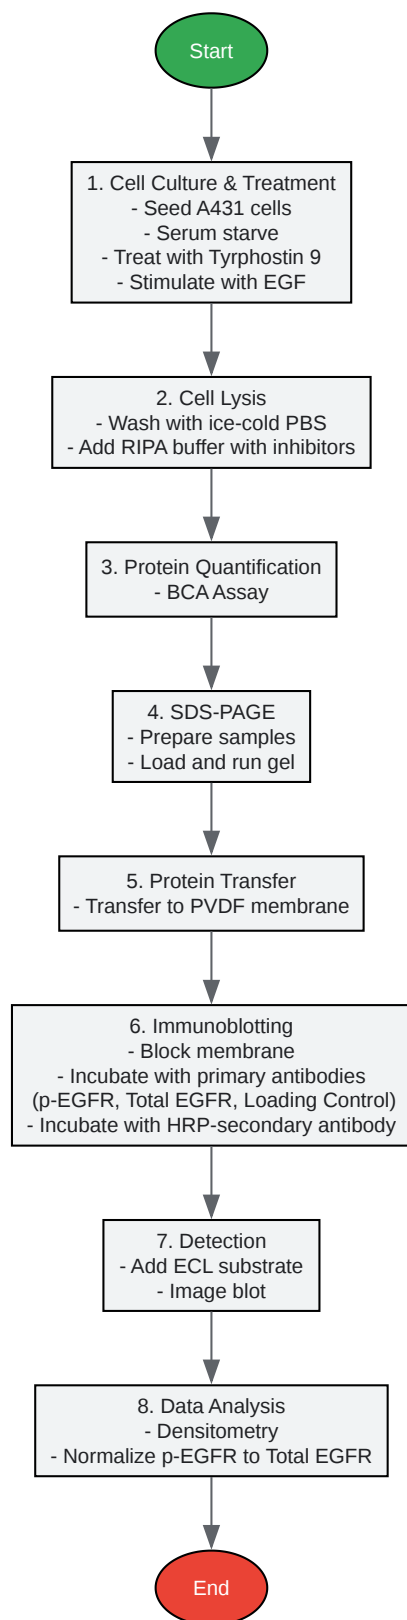 Start
1. Cell Culture & Treatment
- Seed A431 cells
- Serum starve
- Treat with Tyrphostin 9
- Stimulate with EGF
2. Cell Lysis
- Wash with ice-cold PBS
- Add RIPA buffer with inhibitors
3. Protein Quantification
- BCA Assay
4. SDS-PAGE
- Prepare samples
- Load and run gel
5. Protein Transfer
- Transfer to PVDF membrane
6. Immunoblotting
- Block membrane
- Incubate with primary antibodies
(p-EGFR, Total EGFR, Loading Control)
- Incubate with HRP-secondary antibody
7. Detection
- Add ECL substrate
- Image blot
8. Data Analysis
- Densitometry
- Normalize p-EGFR to Total EGFR
End